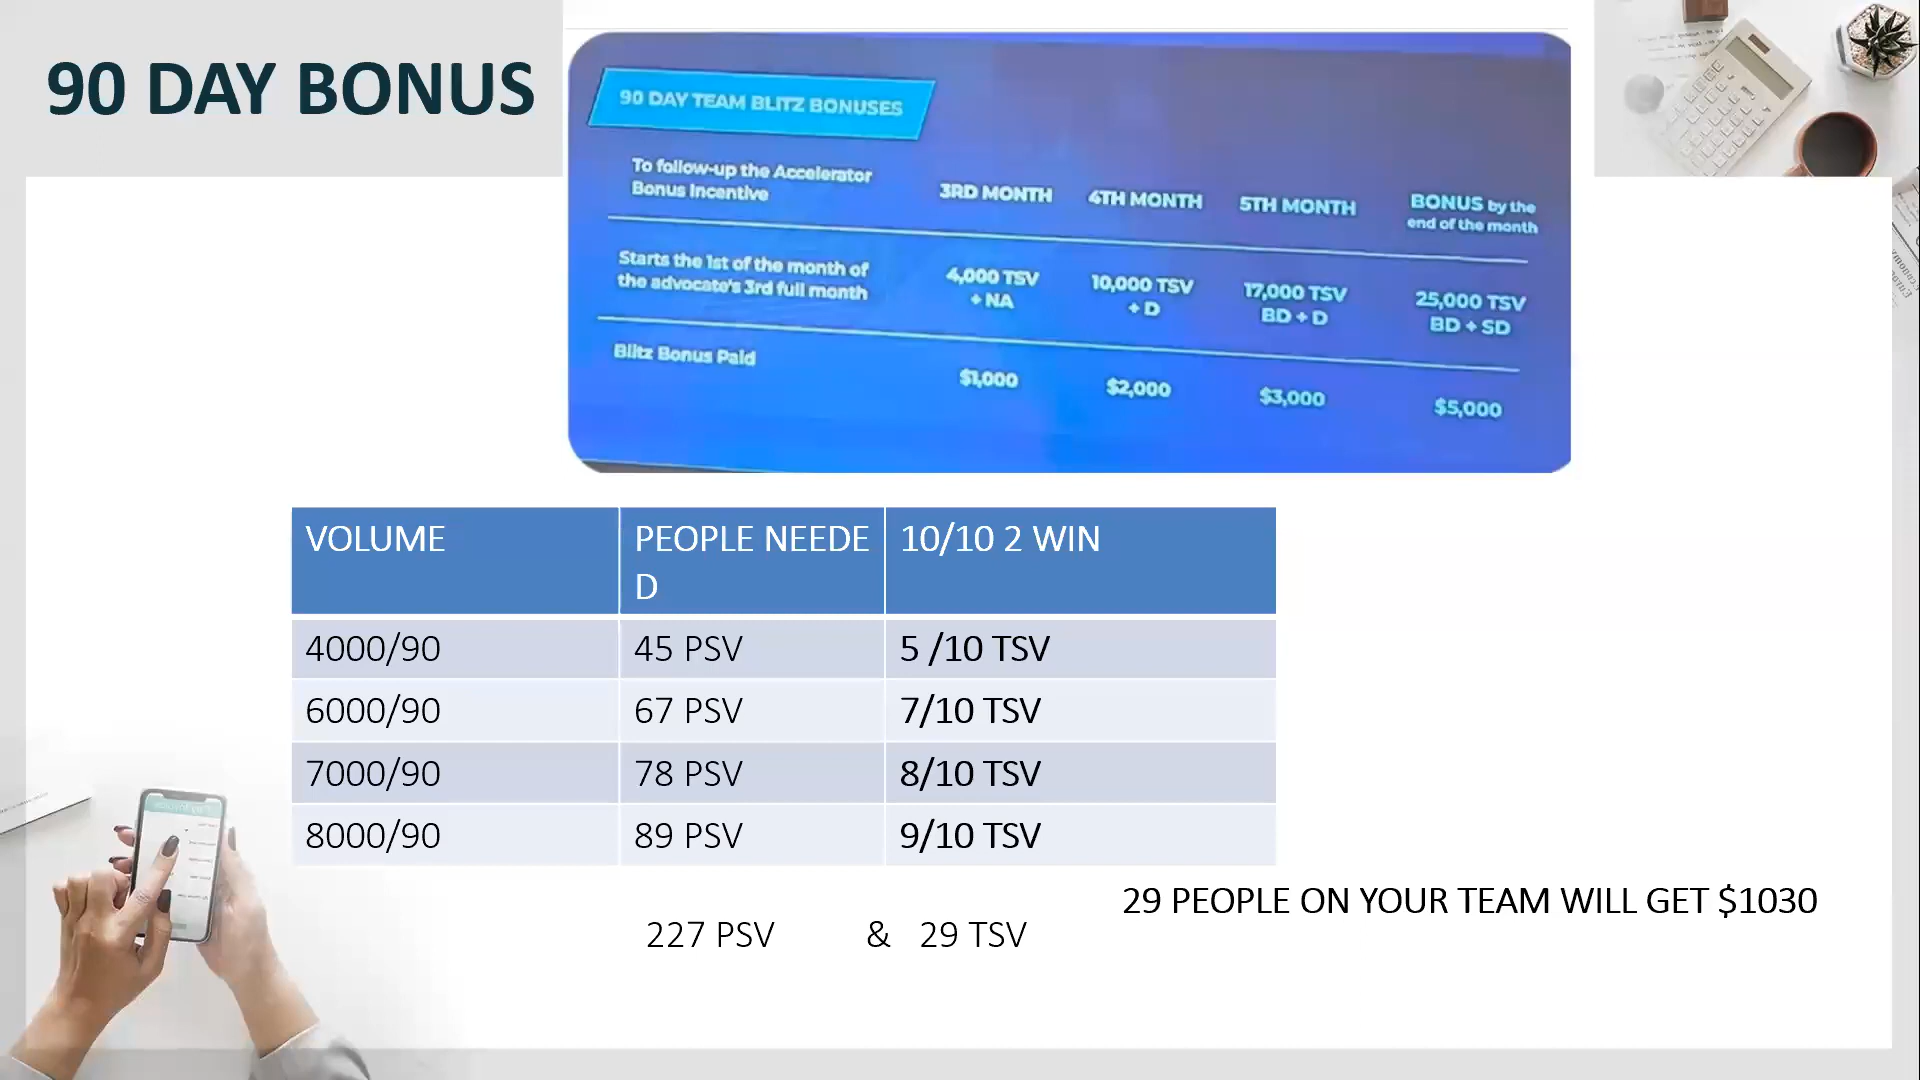 90 DAY BONUS
90 DAY TEAM BLITZ BONUSES
To follow-up the Accelerator
Bonus Incentive
3RD MONTH
4TH MONTH
5TH MONTH
BONUS by the
end of the month
Starts the 1st of the month of
the advocate's 3rd full month
4,000 TSV
+ NA
10,000 TSV
+ D
17,000 TSV
BD + D
25,000 TSV
BD + SD
Blitz Bonus Paid
$1,000
$2,000
$3,000
$5,000
VOLUME
PEOPLE NEEDE
D
10/10 2 WIN
4000/90
45 PSV
5 /10 TSV
6000/90
67 PSV
7/10 TSV
7000/90
78 PSV
8/10 TSV
8000/90
89 PSV
9/10 TSV
29 PEOPLE ON YOUR TEAM WILL GET $1030
227 PSV & 29 TSV